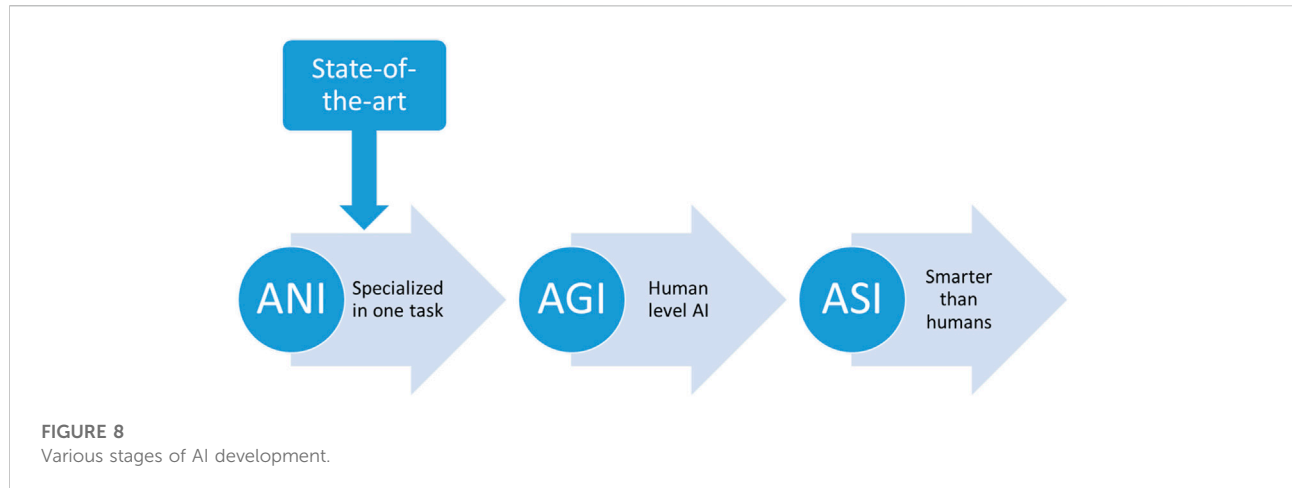 State-of-
the-art
ANI
Specialized
in one task
AGI
Human
level AI
ASI
Smarter
than
humans
FIGURE 8
Various stages of AI development.